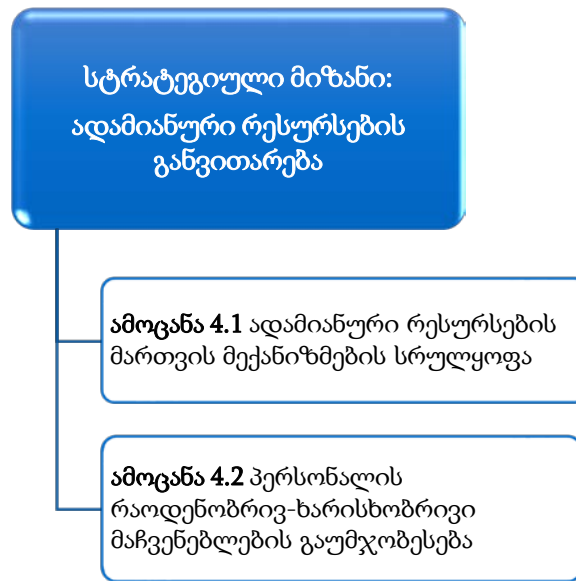 სტრატეგიული მიზანი:
ადამიანური რესურსების
განვითარება
ამოცანა 4.1 ადამიანური რესურსების
მართვის მექანიზმების სრულყოფა
ამოცანა 4.2 პერსონალის
რაოდენობრივ-ხარისხობრივი
მაჩვენებლების გაუმჯობესება